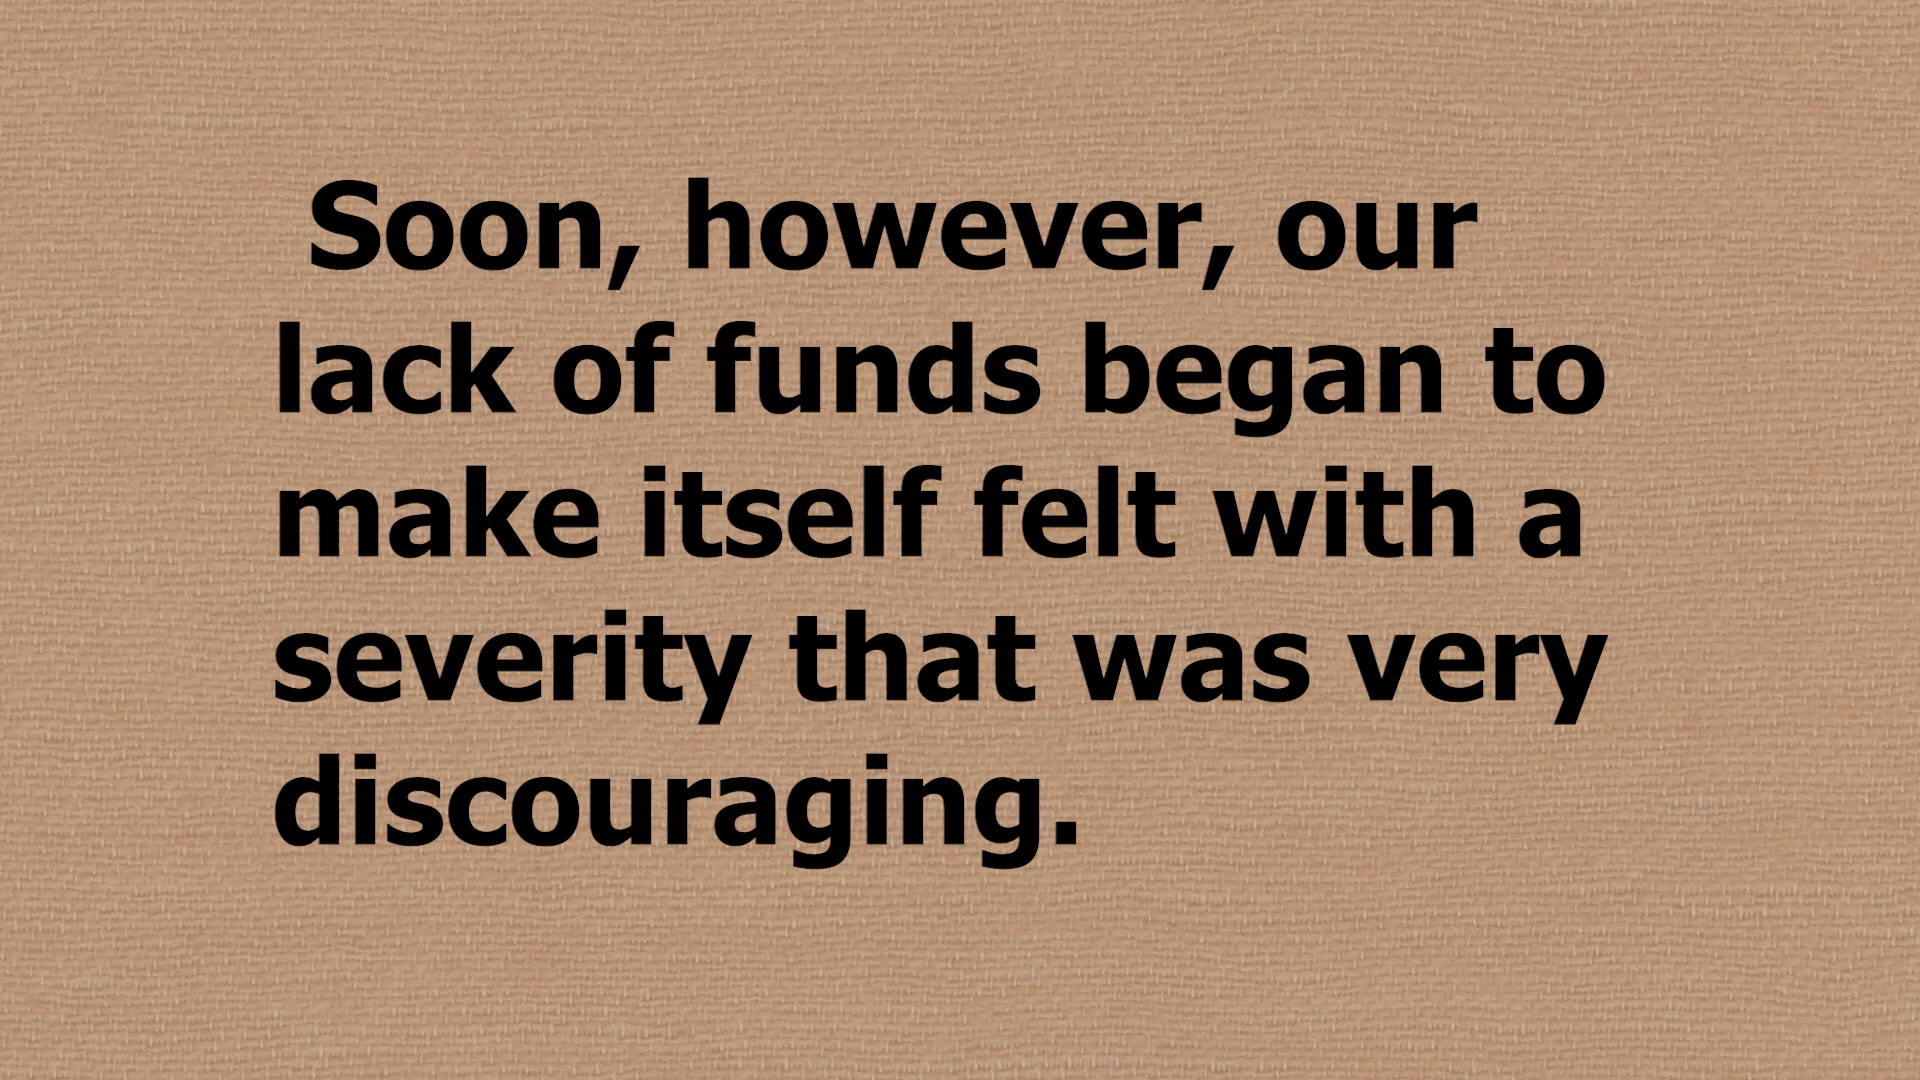 Soon, however, our
lack of funds began to
make itself felt with a
severity that was very
discouraging.